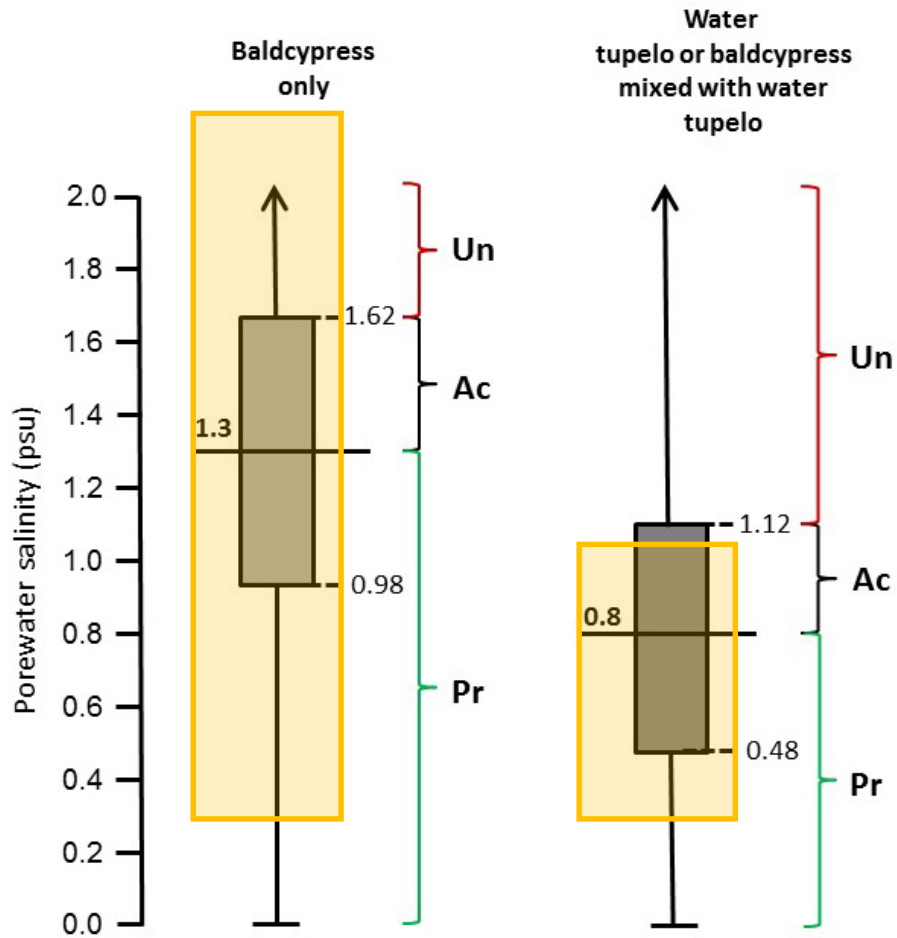 Baldcypress
only
Water
tupelo or baldcypress
mixed with water
tupelo
Porewater salinity (psu)
2.0
1.8
1.6
1.4
1.2
1.0
0.8
0.6
0.4
0.2
0.0
1.3
1.62
0.98
Un
Ac
Pr
0.8
1.12
0.48
Un
Ac
Pr